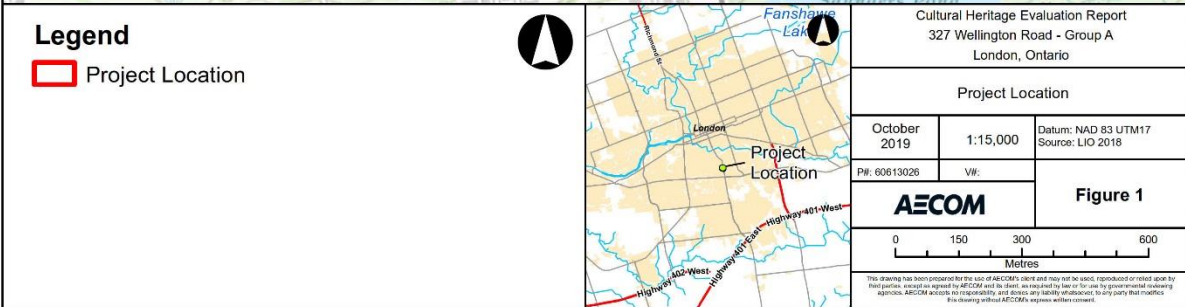 Legend
Project Location
Fanshawe
Lake
Richmond St
London
Project
Location
Highway 401 West
Highway 401 East
Highway 402 West
Cultural Heritage Evaluation Report
327 Wellington Road - Group A
London, Ontario
Project Location
October
2019
1:15,000
Datum: NAD 83 UTM17
Source: LIO 2018
P#: 60613026
V#:
AECOM
Figure 1
0 150 300 600
Metres
This drawing has been prepared for the use of AECOM's client and may not be used, reproduced or relied upon by
third parties, except as agreed by AECOM and its client, as required by law or for use by governmental reviewing
agencies. AECOM accepts no responsibility, and denies any liability whatsoever, to any party that modifies
this drawing without AECOM's express written consent.